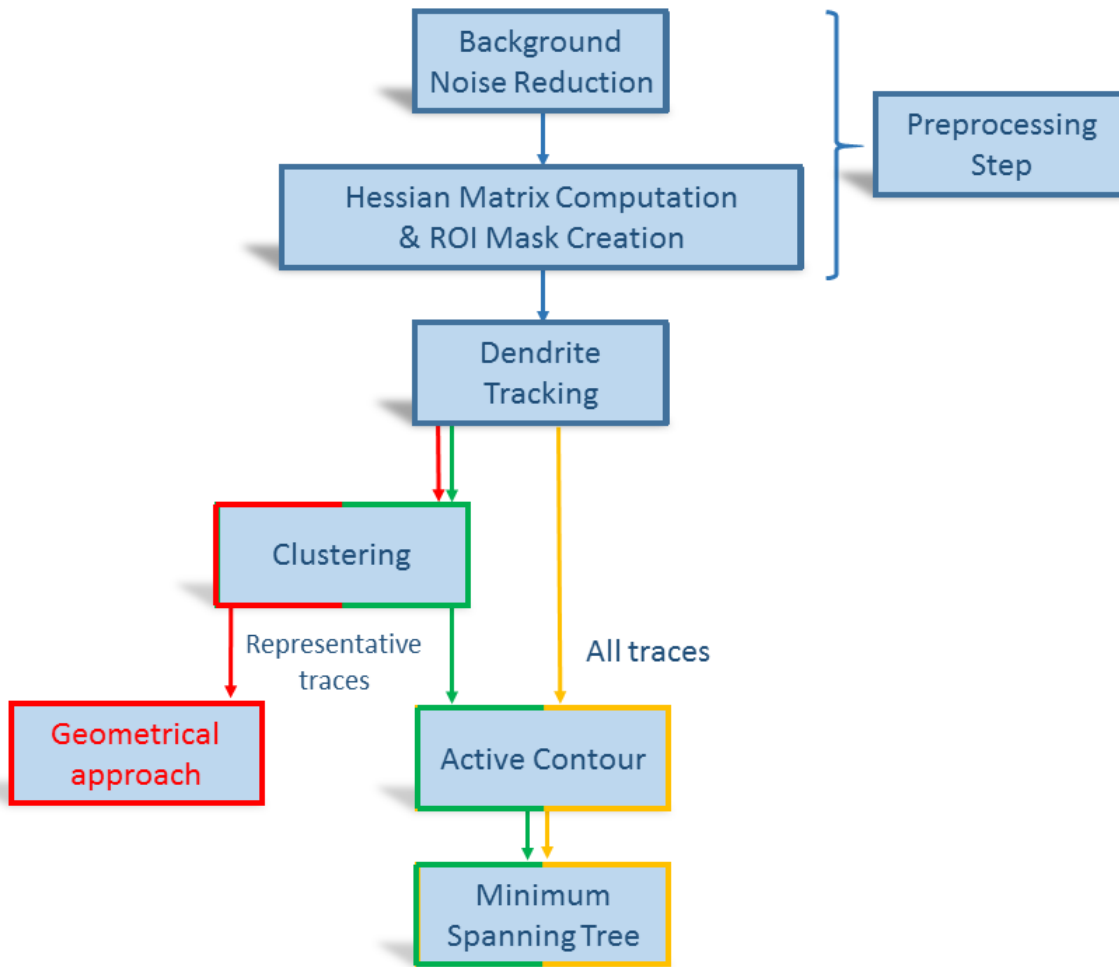 Background
Noise Reduction
Preprocessing
Step
Hessian Matrix Computation
& ROI Mask Creation
Dendrite
Tracking
Clustering
Representative
traces
All traces
Geometrical
approach
Active Contour
Minimum
Spanning Tree